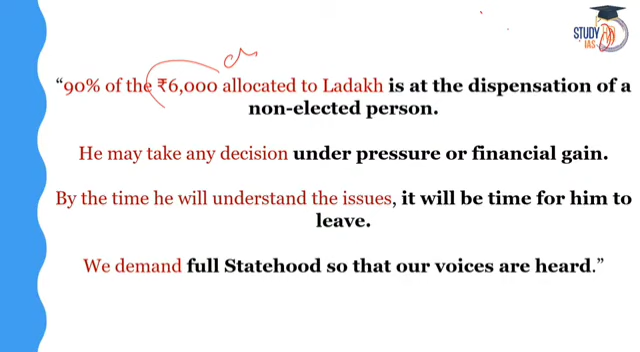 STUDY
IAS
cr
“90% of the ₹6,000 allocated to Ladakh is at the dispensation of a
non-elected person.
He may take any decision under pressure or financial gain.
By the time he will understand the issues, it will be time for him to
leave.
We demand full Statehood so that our voices are heard.”